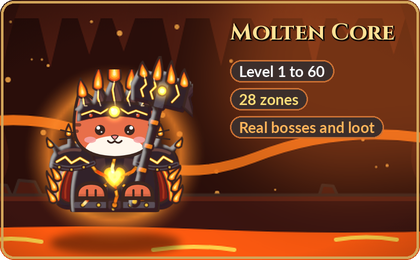 Molten Core
Level 1 to 60
28 zones
Real bosses and loot